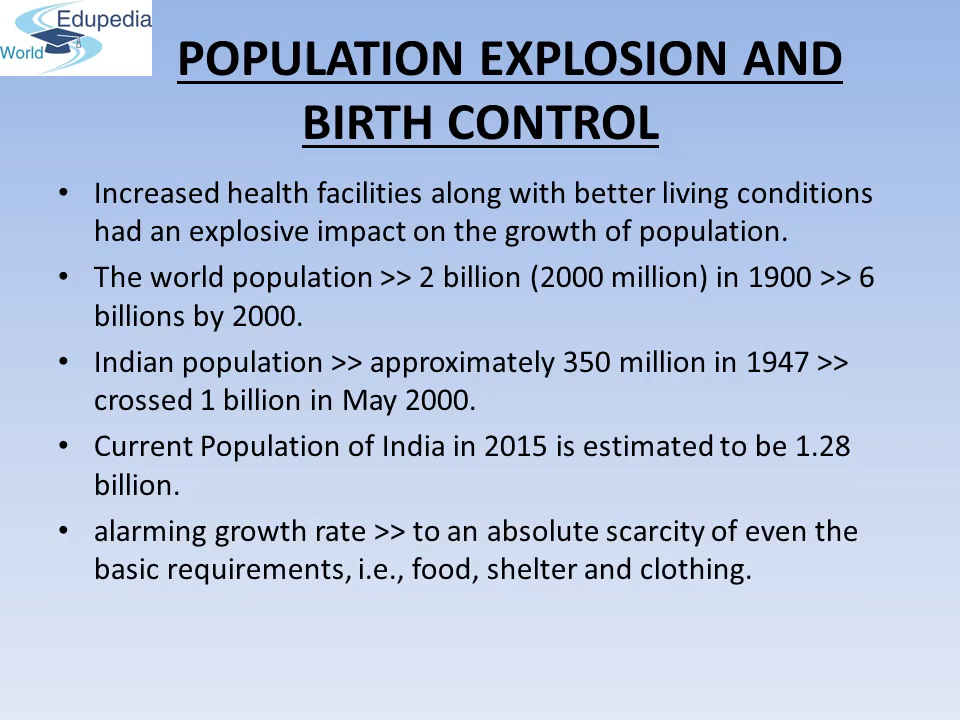 Edupedia
World
POPULATION EXPLOSION AND
BIRTH CONTROL
• Increased health facilities along with better living conditions
had an explosive impact on the growth of population.
• The world population >> 2 billion (2000 million) in 1900 >> 6
billions by 2000.
• Indian population >> approximately 350 million in 1947 >>
crossed 1 billion in May 2000.
• Current Population of India in 2015 is estimated to be 1.28
billion.
• alarming growth rate >> to an absolute scarcity of even the
basic requirements, i.e., food, shelter and clothing.